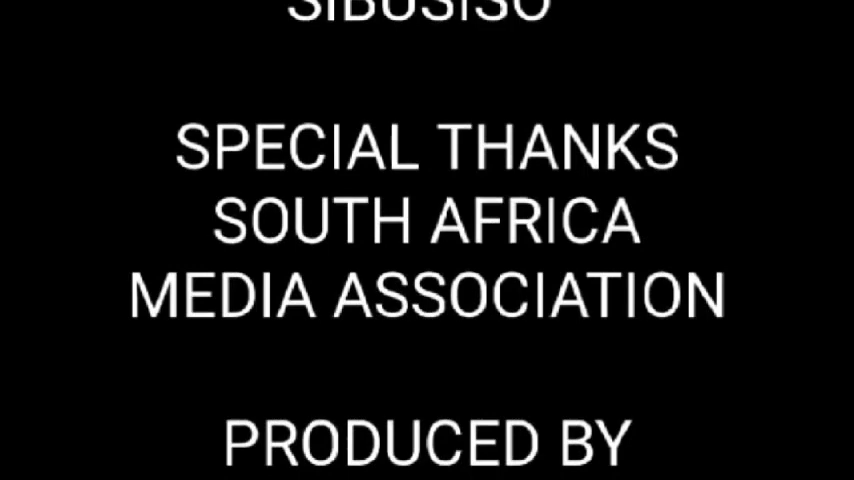 SIBUSISO
SPECIAL THANKS
SOUTH AFRICA
MEDIA ASSOCIATION
PRODUCED BY